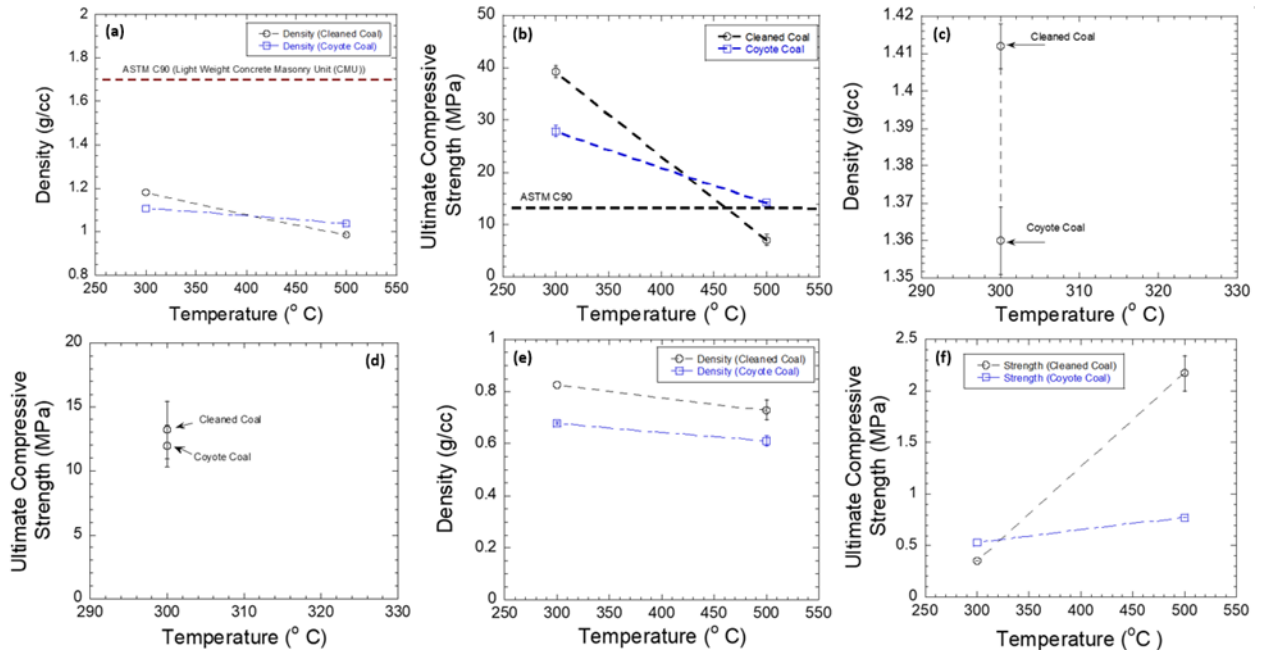 (a)
Density (Cleaned Coal)
Density (Coyote Coal)
ASTM C90 (Light Weight Concrete Masonry Unit (CMU))
Density (g/cc)
2
1.8
1.6
1.4
1.2
1
0.8
250 300 350 400 450 500 550
Temperature (° C)
(b)
Cleaned Coal
Coyote Coal
ASTM C90
Ultimate Compressive
Strength (MPa)
50
40
30
20
10
0
250 300 350 400 450 500 550
Temperature (° C)
(c)
Cleaned Coal
Coyote Coal
Density (g/cc)
1.42
1.41
1.4
1.39
1.38
1.37
1.36
1.35
290 300 310 320 330
Temperature (° C)
(d)
Cleaned Coal
Coyote Coal
Ultimate Compressive
Strength (MPa)
20
15
10
5
0
290 300 310 320 330
Temperature (° C)
(e)
Density (Cleaned Coal)
Density (Coyote Coal)
Density (g/cc)
1
0.8
0.6
0.4
0.2
0
250 300 350 400 450 500 550
Temperature (° C)
(f)
Strength (Cleaned Coal)
Strength (Coyote Coal)
Ultimate Compressive
Strength (MPa)
2.5
2
1.5
1
0.5
0
250 300 350 400 450 500 550
Temperature (°C )